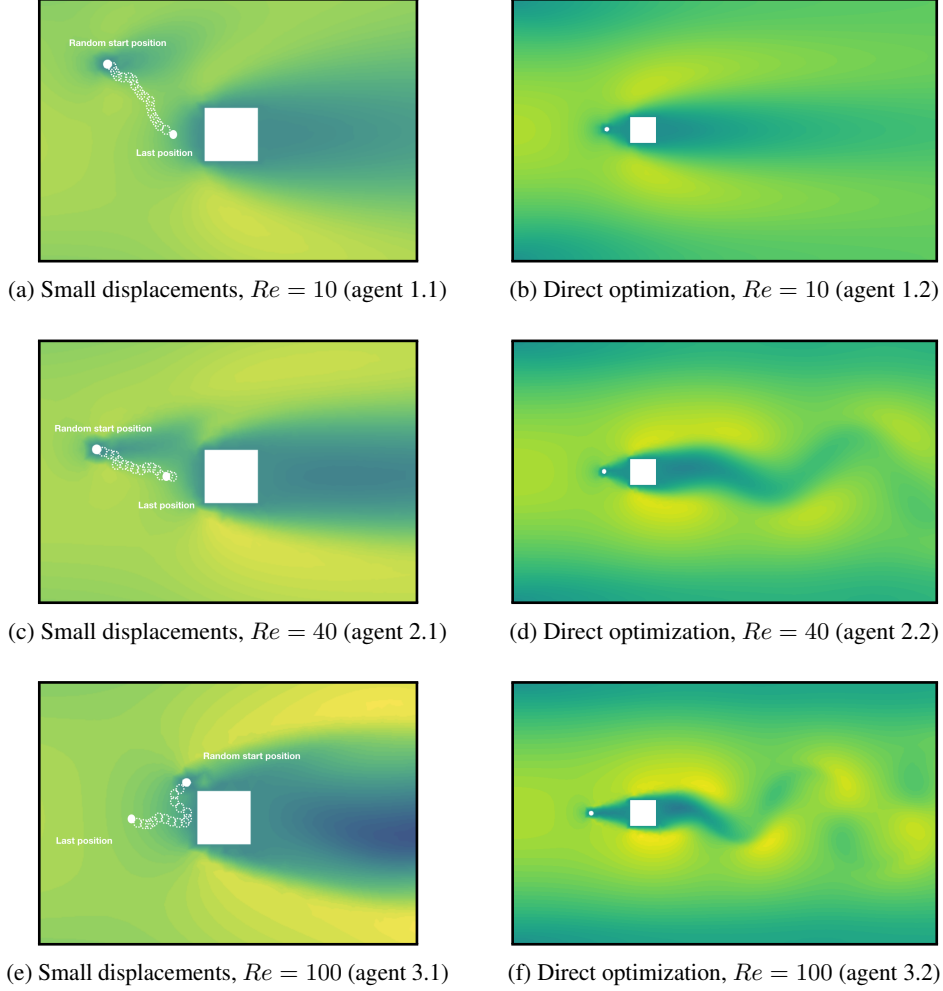 Random start position
Last position
(a) Small displacements, Re = 10 (agent 1.1)
(b) Direct optimization, Re = 10 (agent 1.2)
Random start position
Last position
(c) Small displacements, Re = 40 (agent 2.1)
(d) Direct optimization, Re = 40 (agent 2.2)
Random start position
Last position
(e) Small displacements, Re = 100 (agent 3.1)
(f) Direct optimization, Re = 100 (agent 3.2)